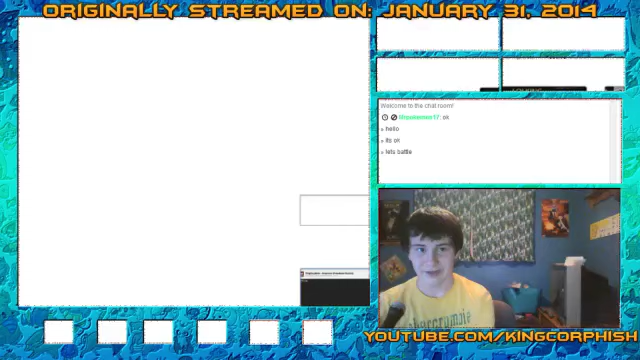 ORIGINALLY STREAMED ON: JANUARY 31, 2014
Welcome to the chat room!
ok
hello
its ok
lets battle
YOUTUBE.COM/KINGCORPHISH